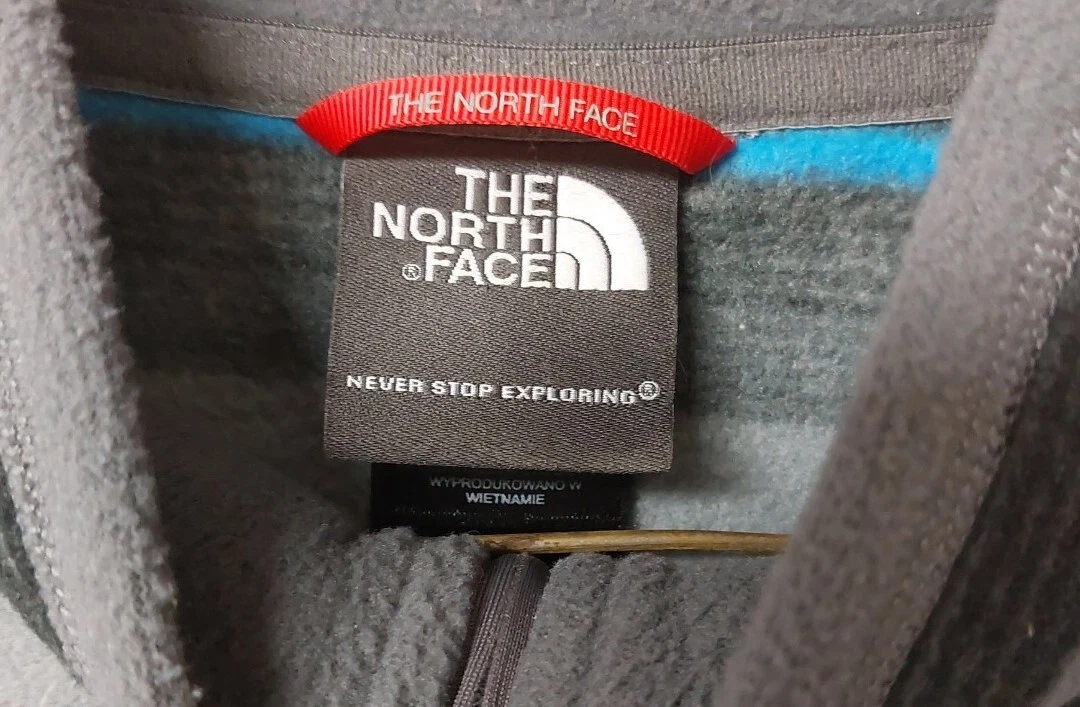 THE NORTH FACE
THE
NORTH
®FACE
NEVER STOP EXPLORING®
WYPRODUKOWANO W
WIETNAMIE